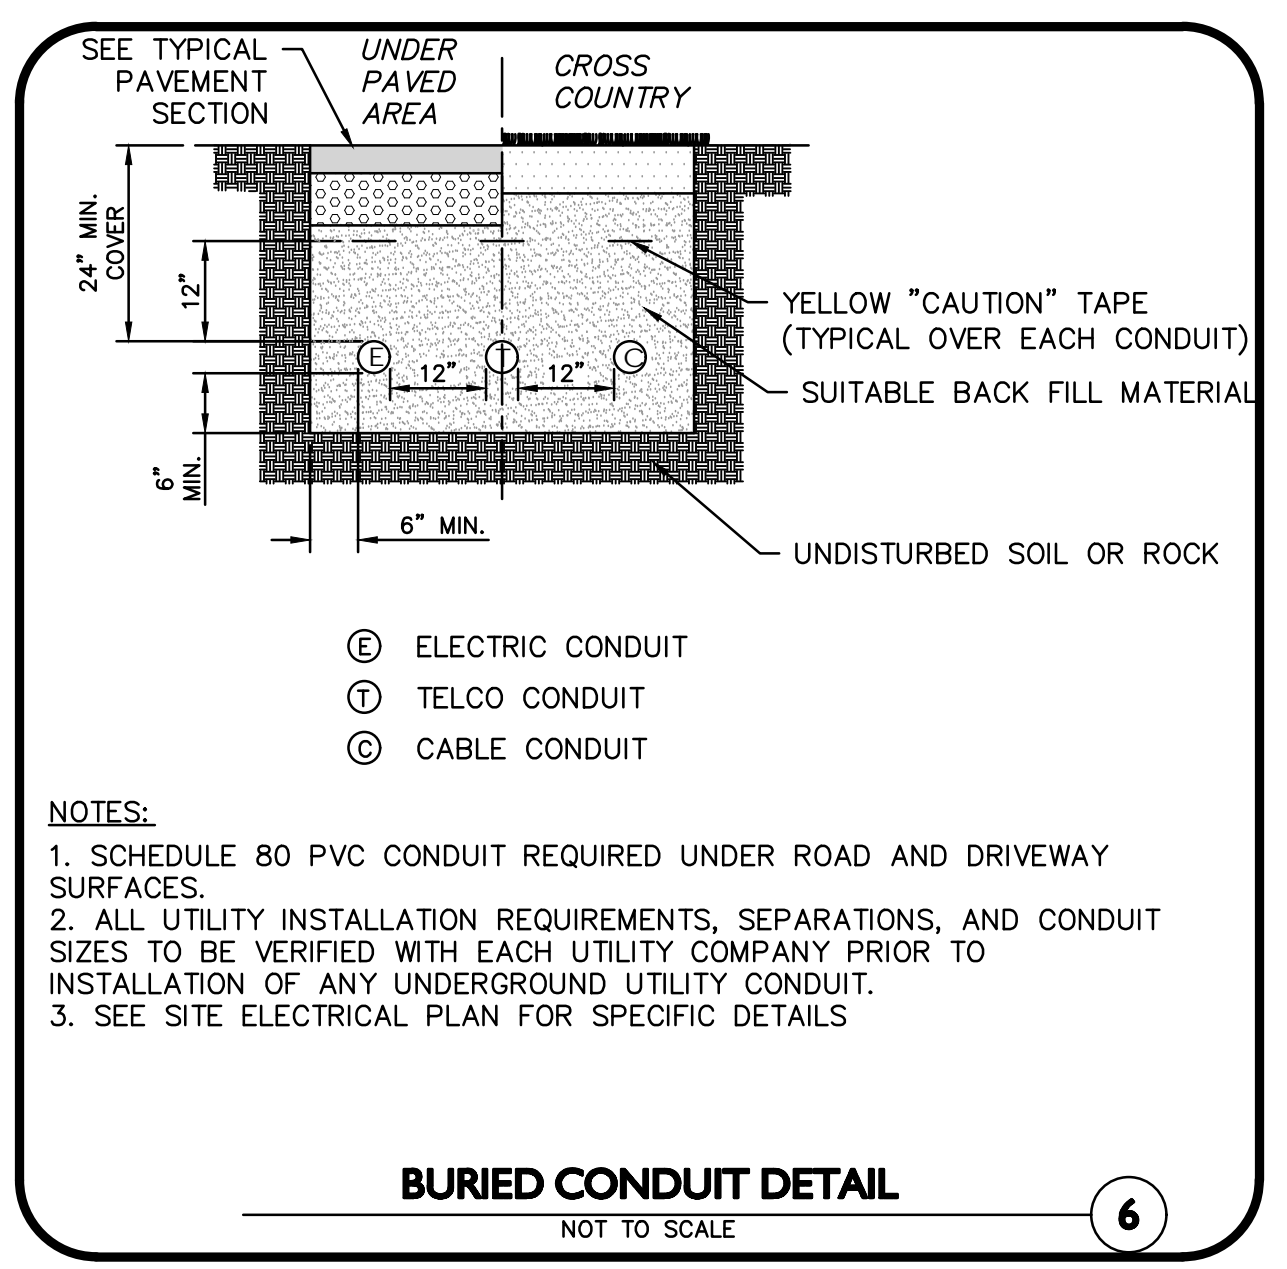 SEE TYPICAL
PAVEMENT
SECTION
UNDER
PAVED
AREA
CROSS
COUNTRY
24" MIN.
COVER
12"
YELLOW "CAUTION" TAPE
(TYPICAL OVER EACH CONDUIT)
E
T
C
12"
12"
SUITABLE BACK FILL MATERIAL
6"
MIN.
6" MIN.
UNDISTURBED SOIL OR ROCK
E ELECTRIC CONDUIT
T TELCO CONDUIT
C CABLE CONDUIT
NOTES:
1. SCHEDULE 80 PVC CONDUIT REQUIRED UNDER ROAD AND DRIVEWAY
SURFACES.
2. ALL UTILITY INSTALLATION REQUIREMENTS, SEPARATIONS, AND CONDUIT
SIZES TO BE VERIFIED WITH EACH UTILITY COMPANY PRIOR TO
INSTALLATION OF ANY UNDERGROUND UTILITY CONDUIT.
3. SEE SITE ELECTRICAL PLAN FOR SPECIFIC DETAILS
BURIED CONDUIT DETAIL
NOT TO SCALE
6